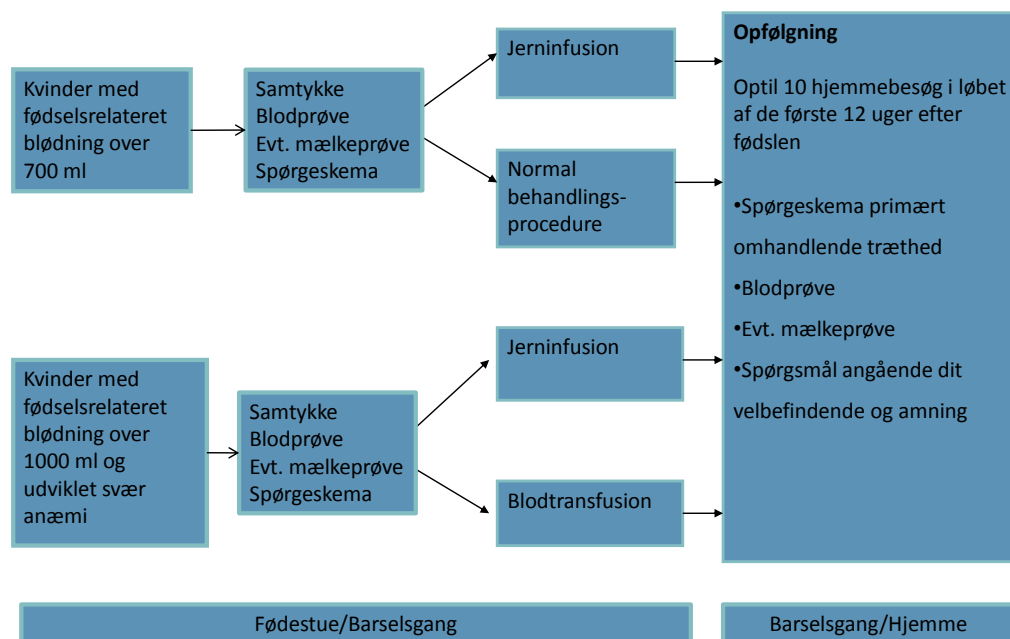 Kvinder med
fødselsrelateret
blødning over
700 ml
Samtykke
Blodprøve
Evt. mælkeprøve
Spørgeskema
Jerninfusion
Normal
behandlings-
procedure
Kvinder med
fødselsrelateret
blødning over
1000 ml og
udviklet svær
anæmi
Samtykke
Blodprøve
Evt. mælkeprøve
Spørgeskema
Jerninfusion
Blodtransfusion
Opfølgning
Optil 10 hjemmebesøg i løbet
af de første 12 uger efter
fødslen
•Spørgeskema primært
omhandlende træthed
•Blodprøve
•Evt. mælkeprøve
•Spørgsmål angående dit
velbefindende og amning
Fødestue/Barselsgang
Barselsgang/Hjemme